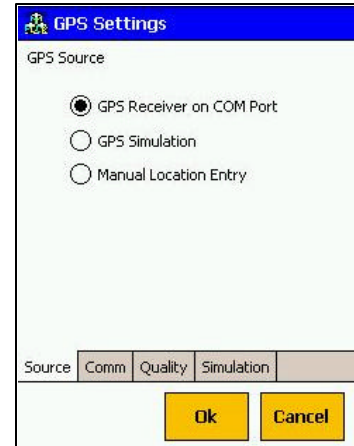 GPS Settings
GPS Source
GPS Receiver on COM Port
GPS Simulation
Manual Location Entry
Source Comm Quality Simulation
Ok Cancel